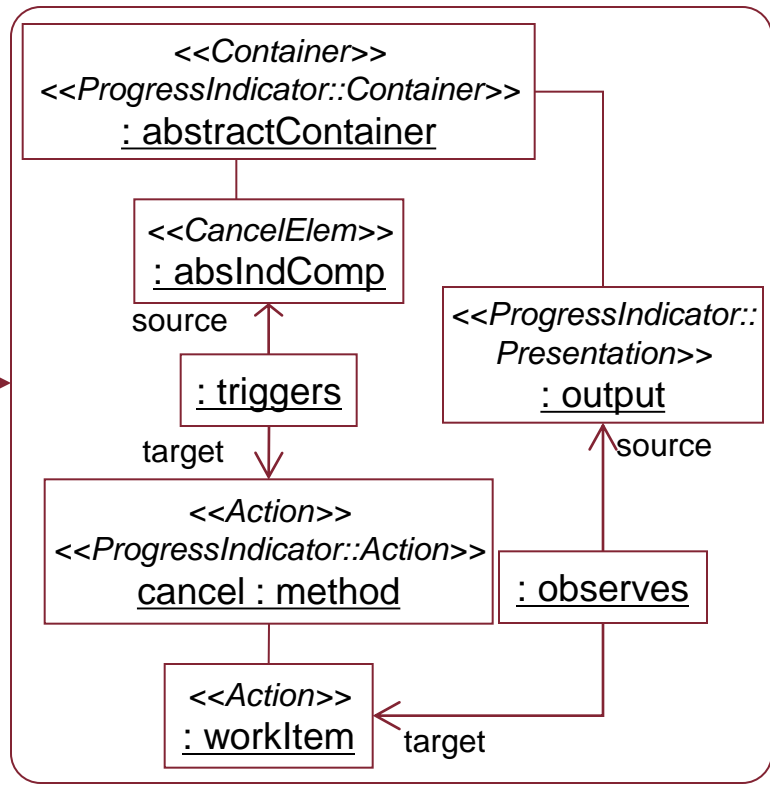 <<Container>>
<<ProgressIndicator::Container>>
: abstractContainer
<<CancelElem>>
: absIndComp
source
<<ProgressIndicator::
Presentation>>
: output
: triggers
target
source
<<Action>>
<<ProgressIndicator::Action>>
cancel : method
: observes
<<Action>>
: workItem
target